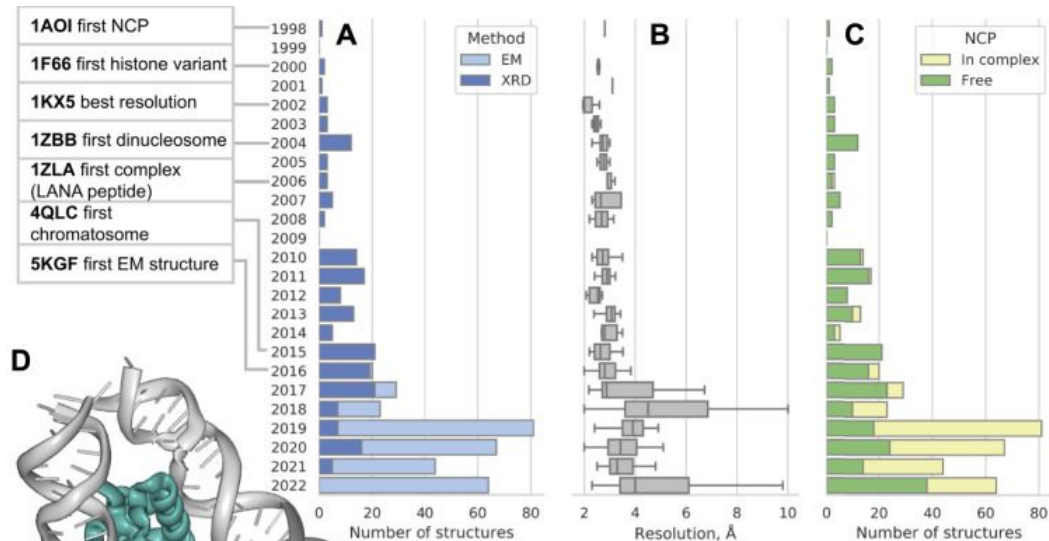 1AOI first NCP
1F66 first histone variant
1KX5 best resolution
1ZBB first dinucleosome
1ZLA first complex
(LANA peptide)
4QLC first
chromatosome
5KGF first EM structure
1998
1999
2000
2001
2002
2003
2004
2005
2006
2007
2008
2009
2010
2011
2012
2013
2014
2015
2016
2017
2018
2019
2020
2021
2022
A
Method
EM
XRD
0 20 40 60 80
Number of structures
B
2 4 6 8 10
Resolution, Å
C
NCP
In complex
Free
0 20 40 60 80
Number of structures
D